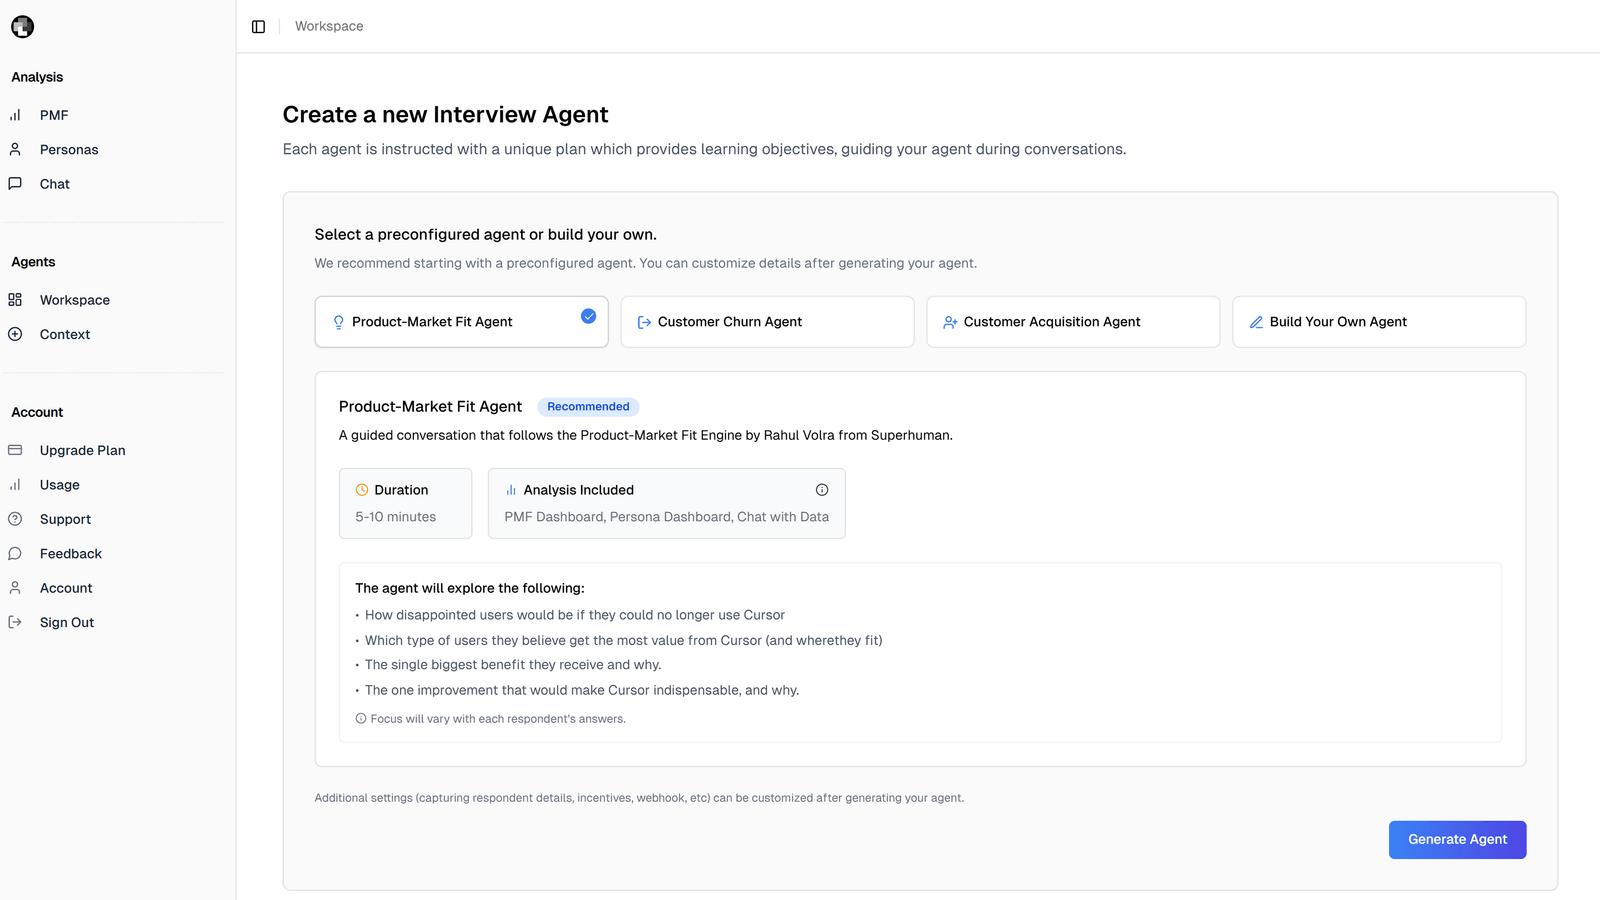 Workspace
Analysis
PMF
Personas
Chat
Agents
Workspace
Context
Account
Upgrade Plan
Usage
Support
Feedback
Account
Sign Out
Create a new Interview Agent
Each agent is instructed with a unique plan which provides learning objectives, guiding your agent during conversations.
Select a preconfigured agent or build your own.
We recommend starting with a preconfigured agent. You can customize details after generating your agent.
Product-Market Fit Agent
Customer Churn Agent
Customer Acquisition Agent
Build Your Own Agent
Product-Market Fit Agent Recommended
A guided conversation that follows the Product-Market Fit Engine by Rahul Volra from Superhuman.
Duration
5-10 minutes
Analysis Included
PMF Dashboard, Persona Dashboard, Chat with Data
The agent will explore the following:
• How disappointed users would be if they could no longer use Cursor
• Which type of users they believe get the most value from Cursor (and wherethey fit)
• The single biggest benefit they receive and why.
• The one improvement that would make Cursor indispensable, and why.
Focus will vary with each respondent's answers.
Additional settings (capturing respondent details, incentives, webhook, etc) can be customized after generating your agent.
Generate Agent